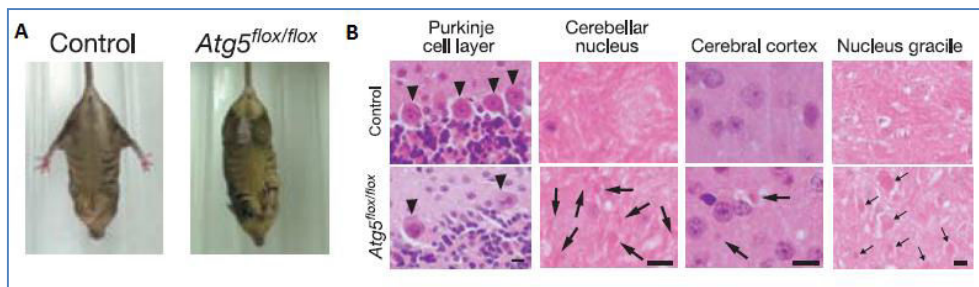 A
Control
Atg5flox/flox
B
Purkinje
cell layer
Cerebellar
nucleus
Cerebral cortex
Nucleus gracile
Control
Atg5flox/flox